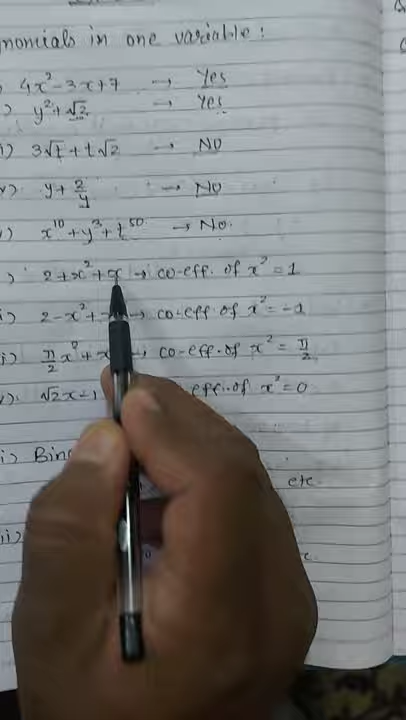 nomials in one variable:
4x²-3x+7 → Yes
) y²+√2 → Yes
i) 3√t + t√2 → NO
v) y + 2/y → NO
) x¹⁰+y³+t⁵⁰ → No.
) 2+x²+x → co-eff. of x² = 1
i) 2-x²+ → co-eff of x² = -1
i) π/2 x² + x → co-eff. of x² = π/2
v). √2x-1 eff. of x² = 0
i) Bin
etc.
ii)